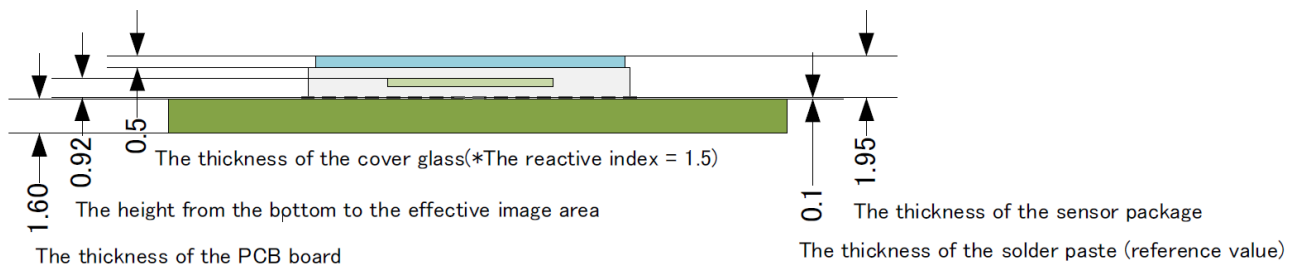 0.5
The thickness of the cover glass(*The reactive index = 1.5)
0.92
1.95
1.60
The height from the bottom to the effective image area
0.1
The thickness of the sensor package
The thickness of the PCB board
The thickness of the solder paste (reference value)